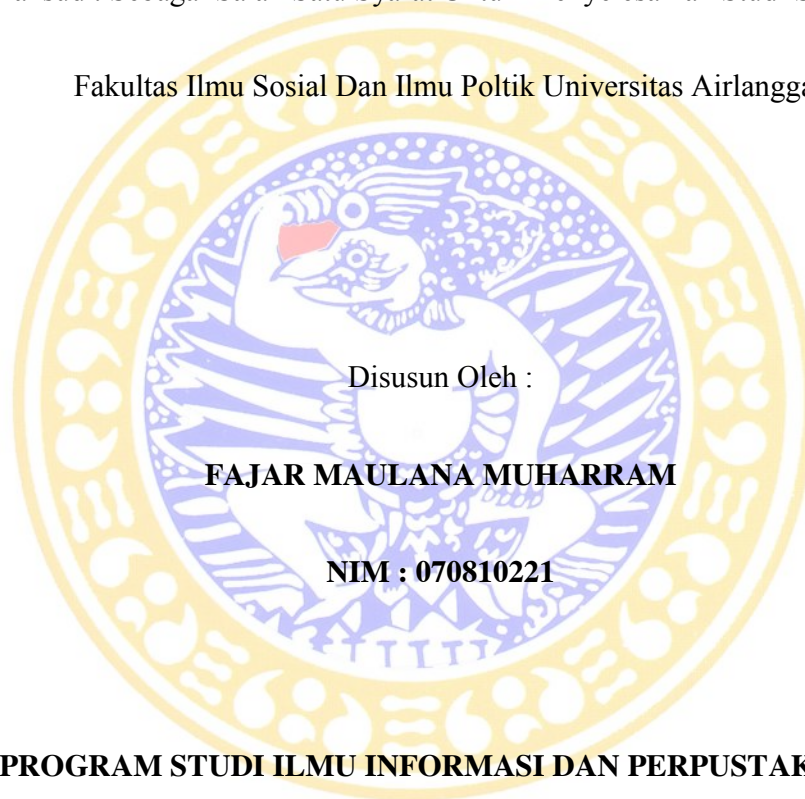 Fakultas Ilmu Sosial Dan Ilmu Poltik Universitas Airlangga
Disusun Oleh :
FAJAR MAULANA MUHARRAM
NIM : 070810221
PROGRAM STUDI ILMU INFORMASI DAN